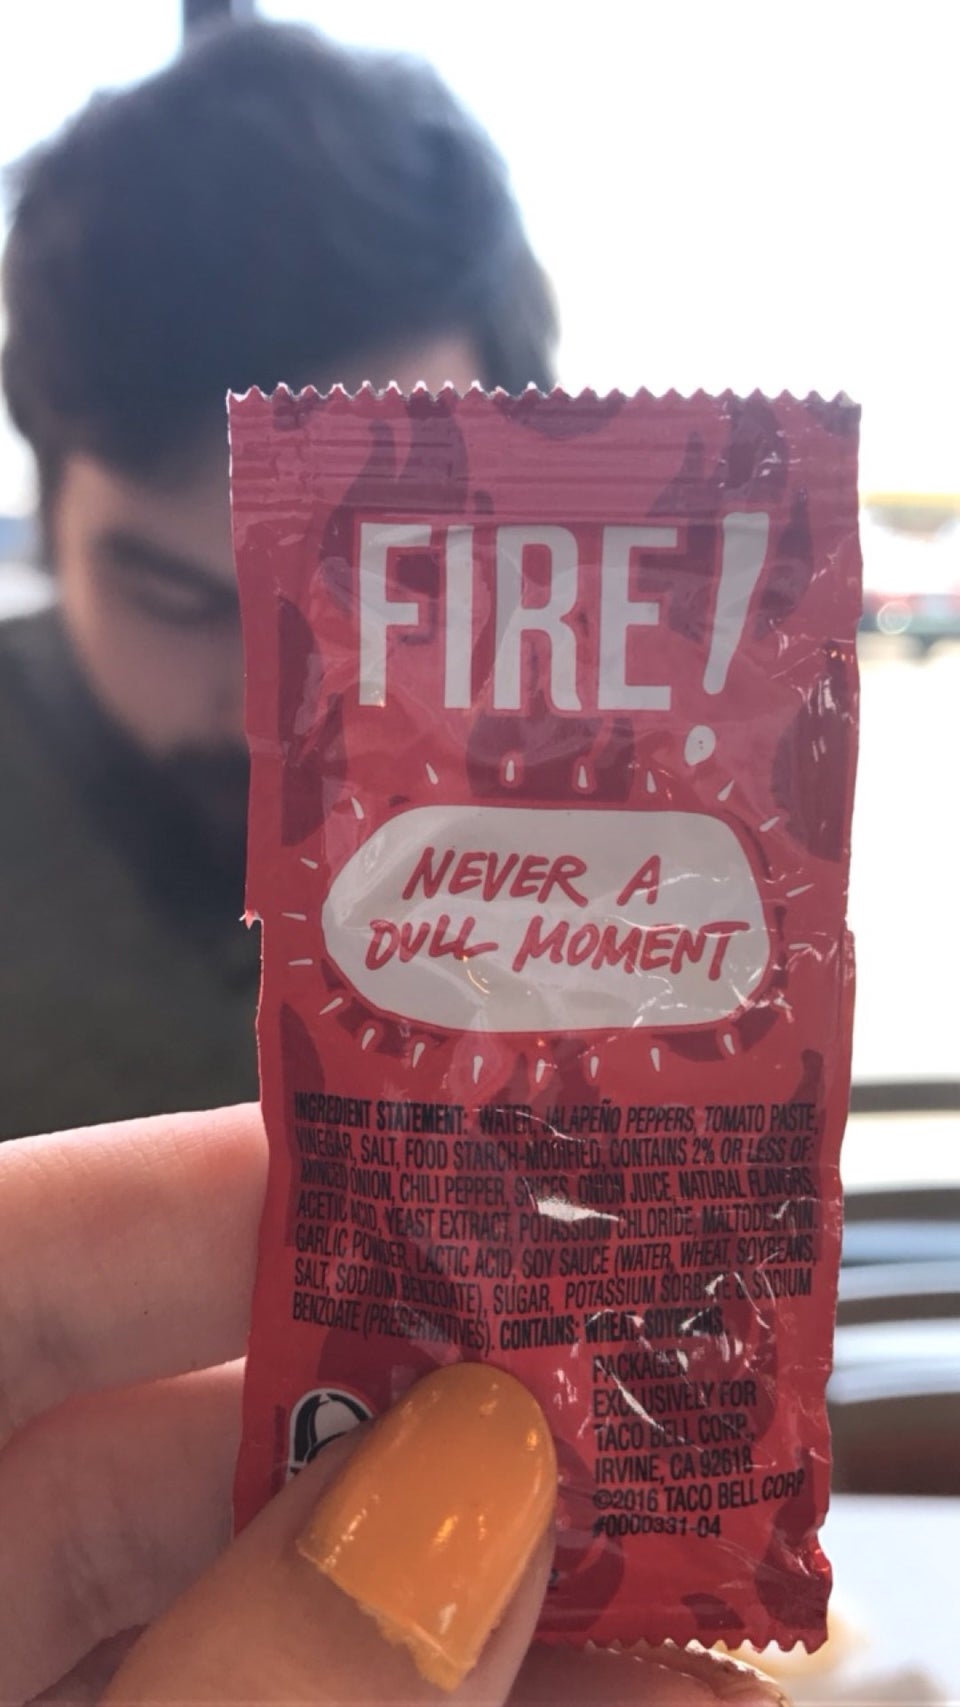 FIRE!
NEVER A
DULL MOMENT
INGREDIENT STATEMENT: WATER, JALAPEÑO PEPPERS, TOMATO PASTE,
VINEGAR, SALT, FOOD STARCH-MODIFIED, CONTAINS 2% OR LESS OF:
MINCED ONION, CHILI PEPPER, SPICES, ONION JUICE, NATURAL FLAVORS,
ACETIC ACID, YEAST EXTRACT, POTASSIUM CHLORIDE, MALTODEXTRIN,
GARLIC POWDER, LACTIC ACID, SOY SAUCE (WATER, WHEAT, SOYBEANS,
SALT, SODIUM BENZOATE), SUGAR, POTASSIUM SORBATE & SODIUM
BENZOATE (PRESERVATIVES). CONTAINS: WHEAT, SOYBEANS.
PACKAGED
EXCLUSIVELY FOR
TACO BELL CORP.,
IRVINE, CA 92618
©2016 TACO BELL CORP.
#0000331-04